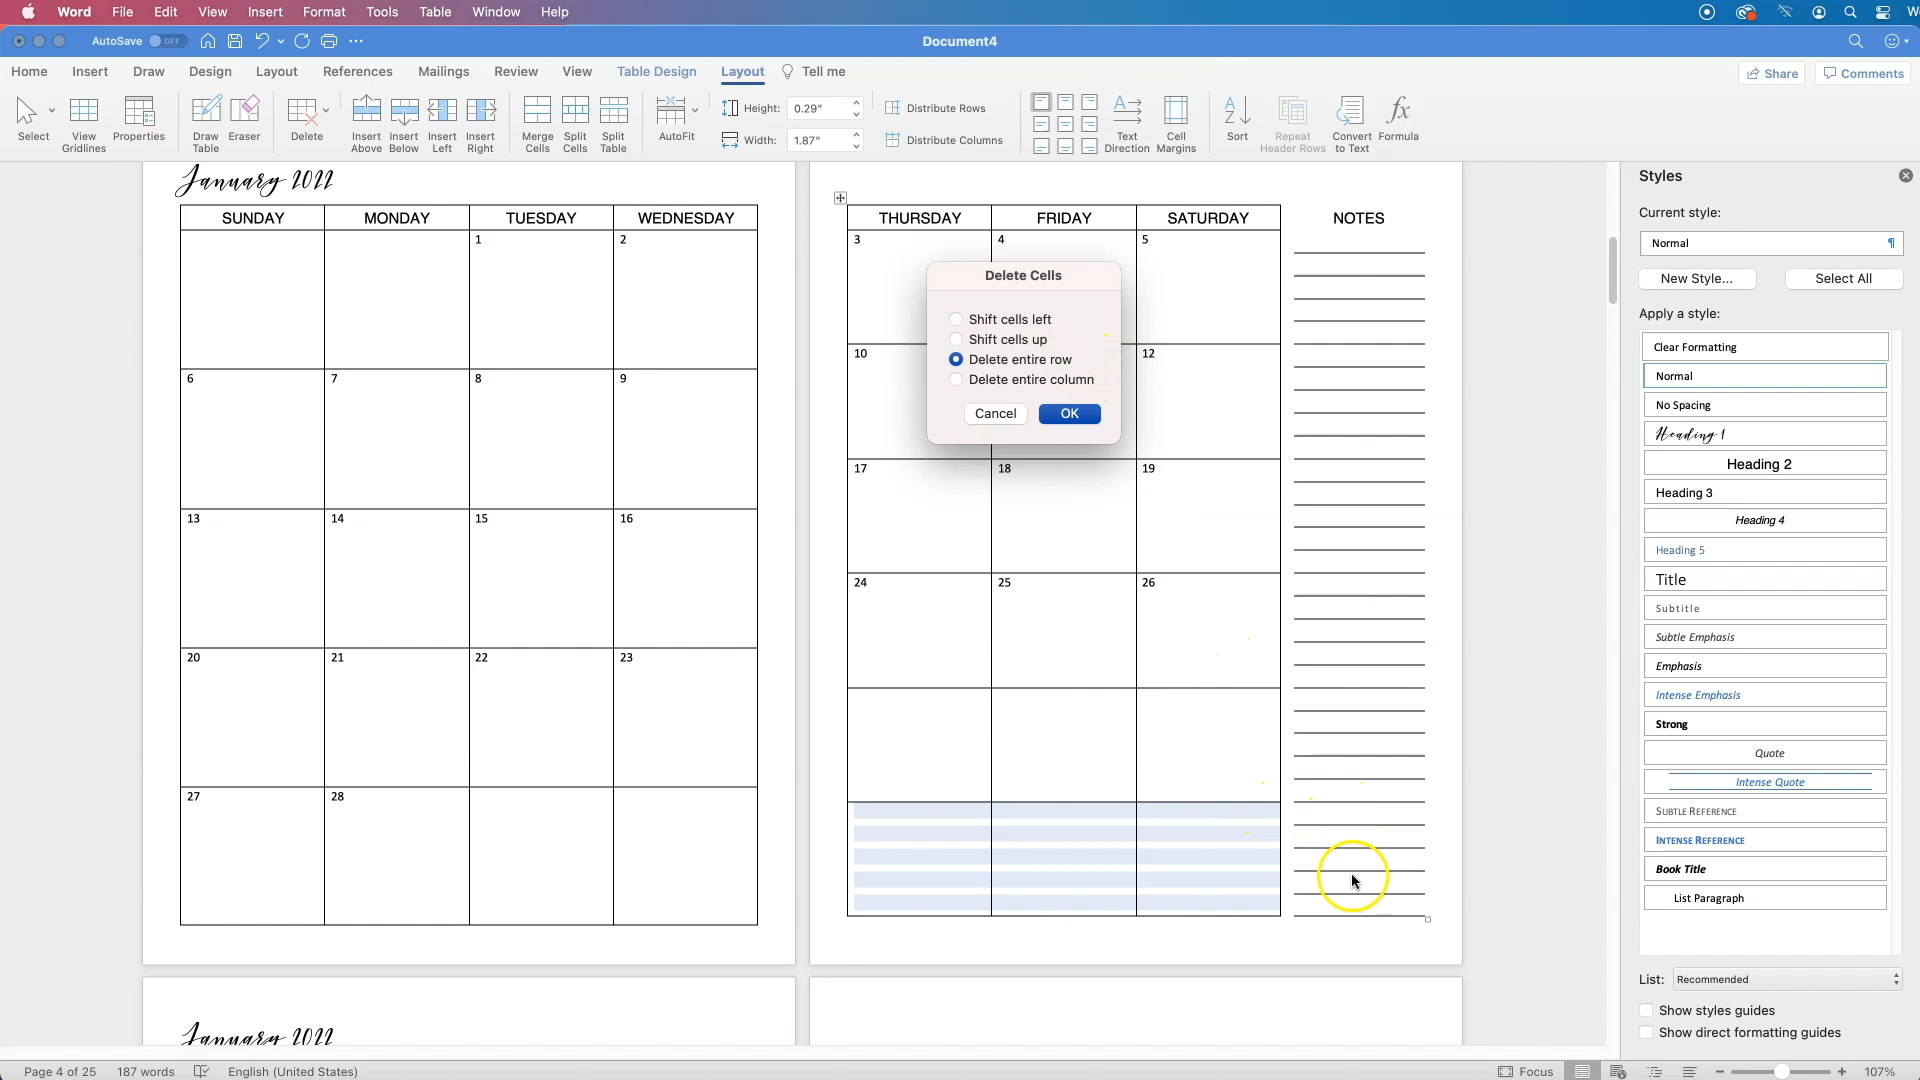 Word File Edit View Insert Format Tools Table Window Help
AutoSave OFF Document4
Home Insert Draw Design Layout References Mailings Review View Table Design Layout Tell me Share Comments
Select View Gridlines Properties Draw Table Eraser Delete Insert Above Insert Below Insert Left Insert Right Merge Cells Split Cells Split Table AutoFit
Height: 0.29" Distribute Rows
Width: 1.87" Distribute Columns
Text Direction Cell Margins Sort Repeat Header Rows Convert to Text Formula
January 2022
SUNDAY MONDAY TUESDAY WEDNESDAY
1 2
6 7 8 9
13 14 15 16
20 21 22 23
27 28
THURSDAY FRIDAY SATURDAY NOTES
3 4 5
10 12
17 18 19
24 25 26
Delete Cells
Shift cells left
Shift cells up
Delete entire row
Delete entire column
Cancel OK
January 2022
Styles
Current style:
Normal ¶
New Style... Select All
Apply a style:
Clear Formatting
Normal
No Spacing
Heading 1
Heading 2
Heading 3
Heading 4
Heading 5
Title
Subtitle
Subtle Emphasis
Emphasis
Intense Emphasis
Strong
Quote
Intense Quote
SUBTLE REFERENCE
INTENSE REFERENCE
Book Title
List Paragraph
List: Recommended
Show styles guides
Show direct formatting guides
Page 4 of 25 187 words English (United States) Focus 107%